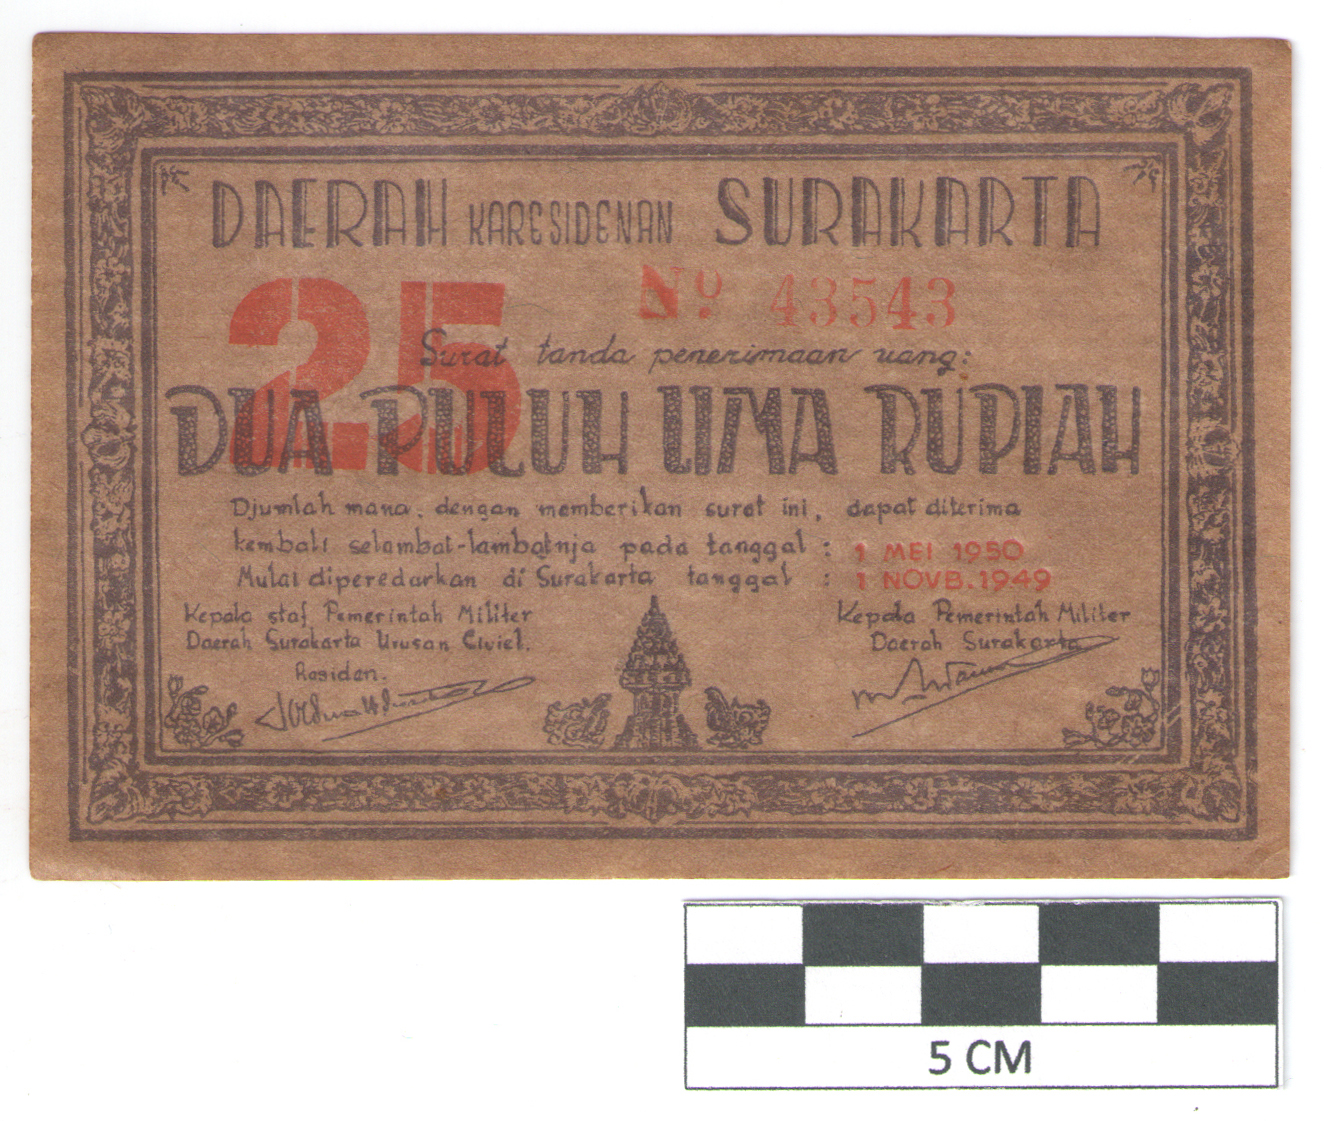 DAERAH KARESIDENAN SURAKARTA
25
No 43543
Surat tanda penerimaan uang:
DUA PULUH LIMA RUPIAH
Djumlah mana, dengan memberikan surat ini, dapat diterima
kembali selambat-lambatnja pada tanggal : 1 MEI 1950
Mulai diperedarkan di Surakarta tanggal : 1 NOVB. 1949
Kepala staf Pemerintah Militer
Daerah Surakarta Urusan Civiel.
Residen.
Kepala Pemerintah Militer
Daerah Surakarta
5 CM